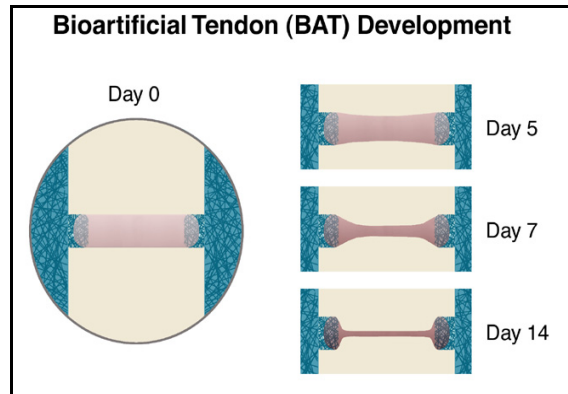 Bioartificial Tendon (BAT) Development
Day 0
Day 5
Day 7
Day 14